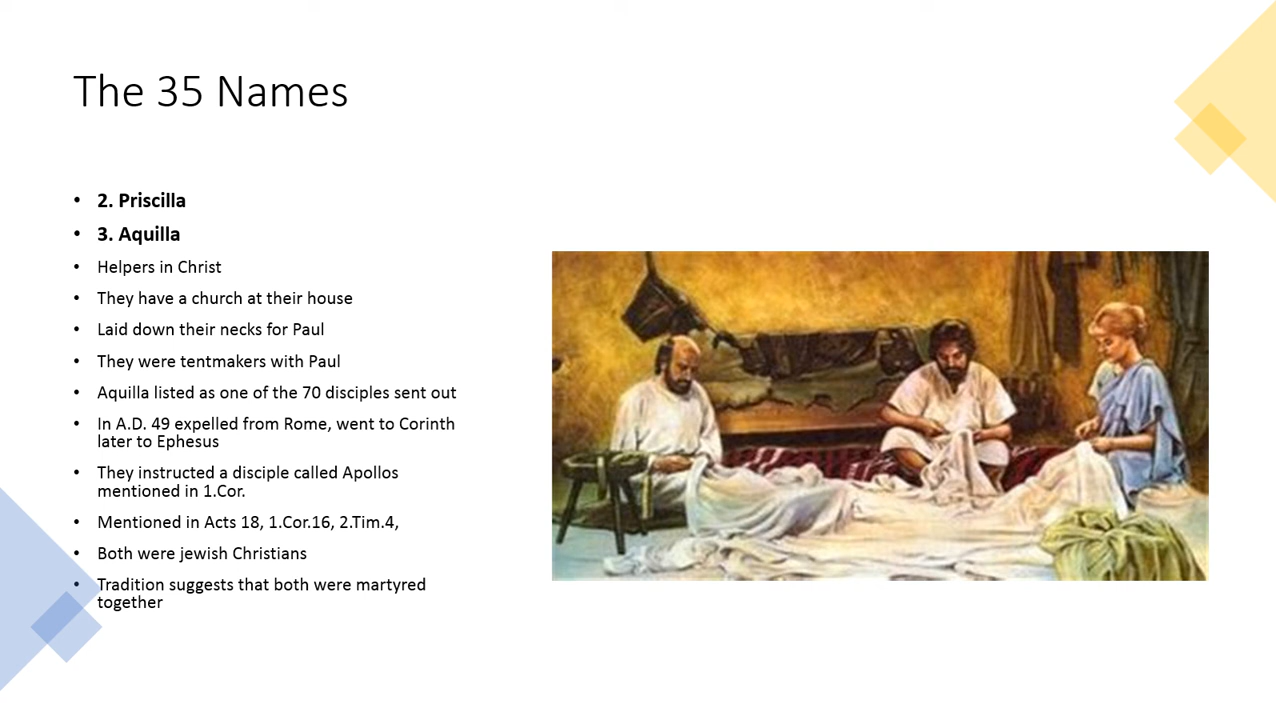 The 35 Names
• 2. Priscilla
• 3. Aquilla
• Helpers in Christ
• They have a church at their house
• Laid down their necks for Paul
• They were tentmakers with Paul
• Aquilla listed as one of the 70 disciples sent out
• In A.D. 49 expelled from Rome, went to Corinth
later to Ephesus
• They instructed a disciple called Apollos
mentioned in 1.Cor.
• Mentioned in Acts 18, 1.Cor.16, 2.Tim.4,
• Both were jewish Christians
• Tradition suggests that both were martyred
together